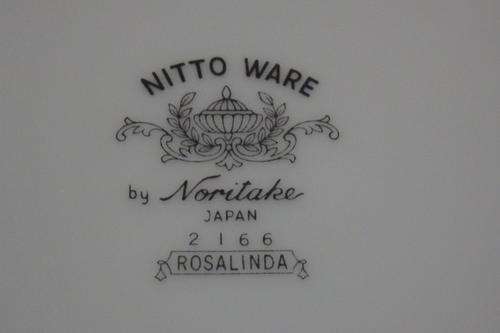 NITTO WARE
by Noritake
JAPAN
2166
ROSALINDA